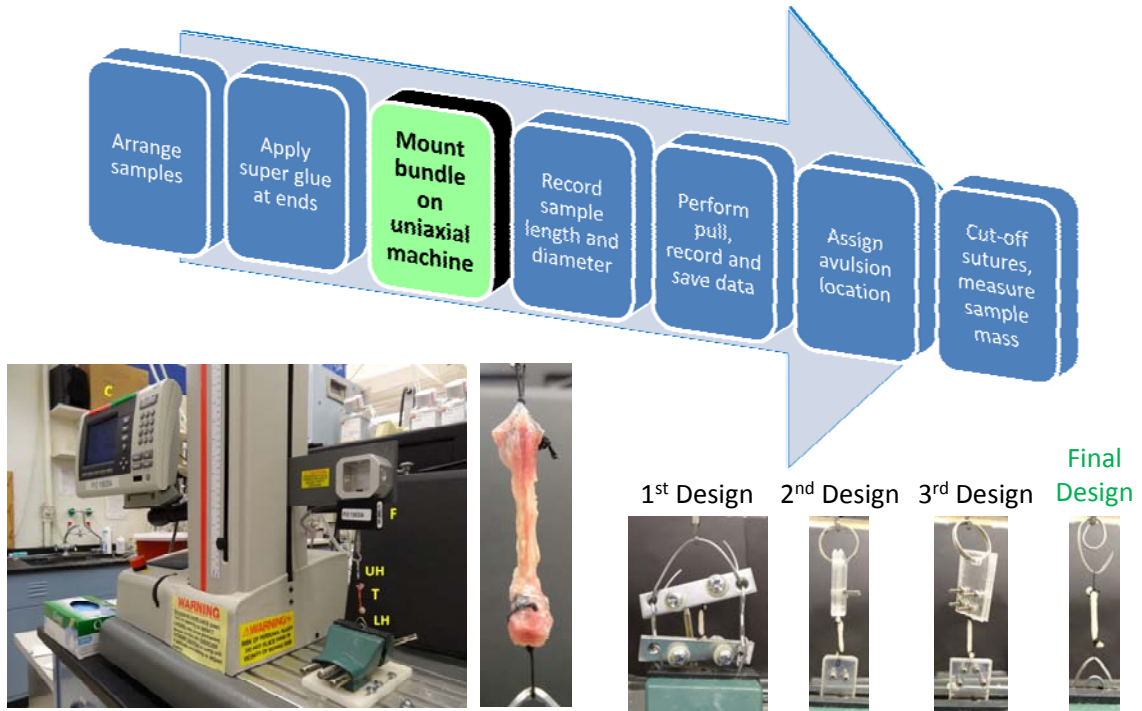 Arrange
samples
Apply
super glue
at ends
Mount
bundle
on
uniaxial
machine
Record
sample
length and
diameter
Perform
pull,
record and
save data
Assign
avulsion
location
Cut-off
sutures,
measure
sample
mass
C
F
UH
T
LH
WARNING
WARNING
1st Design
2nd Design
3rd Design
Final
Design